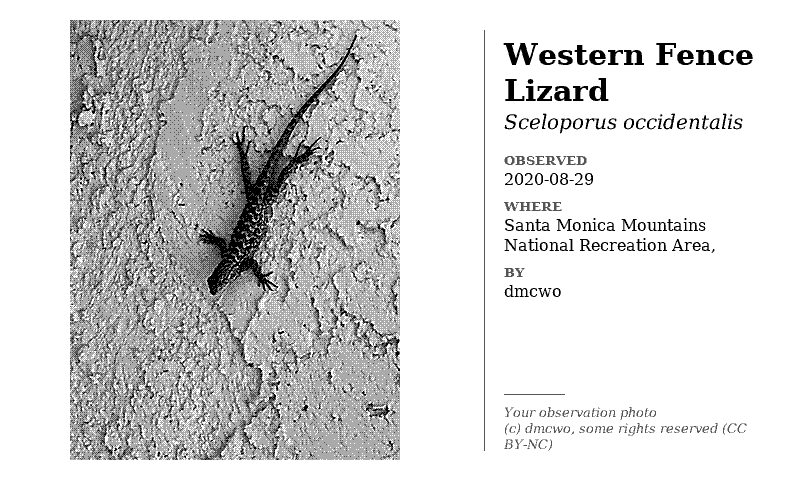 Western Fence
Lizard
Sceloporus occidentalis
OBSERVED
2020-08-29
WHERE
Santa Monica Mountains
National Recreation Area,
BY
dmcwo
Your observation photo
(c) dmcwo, some rights reserved (CC
BY-NC)